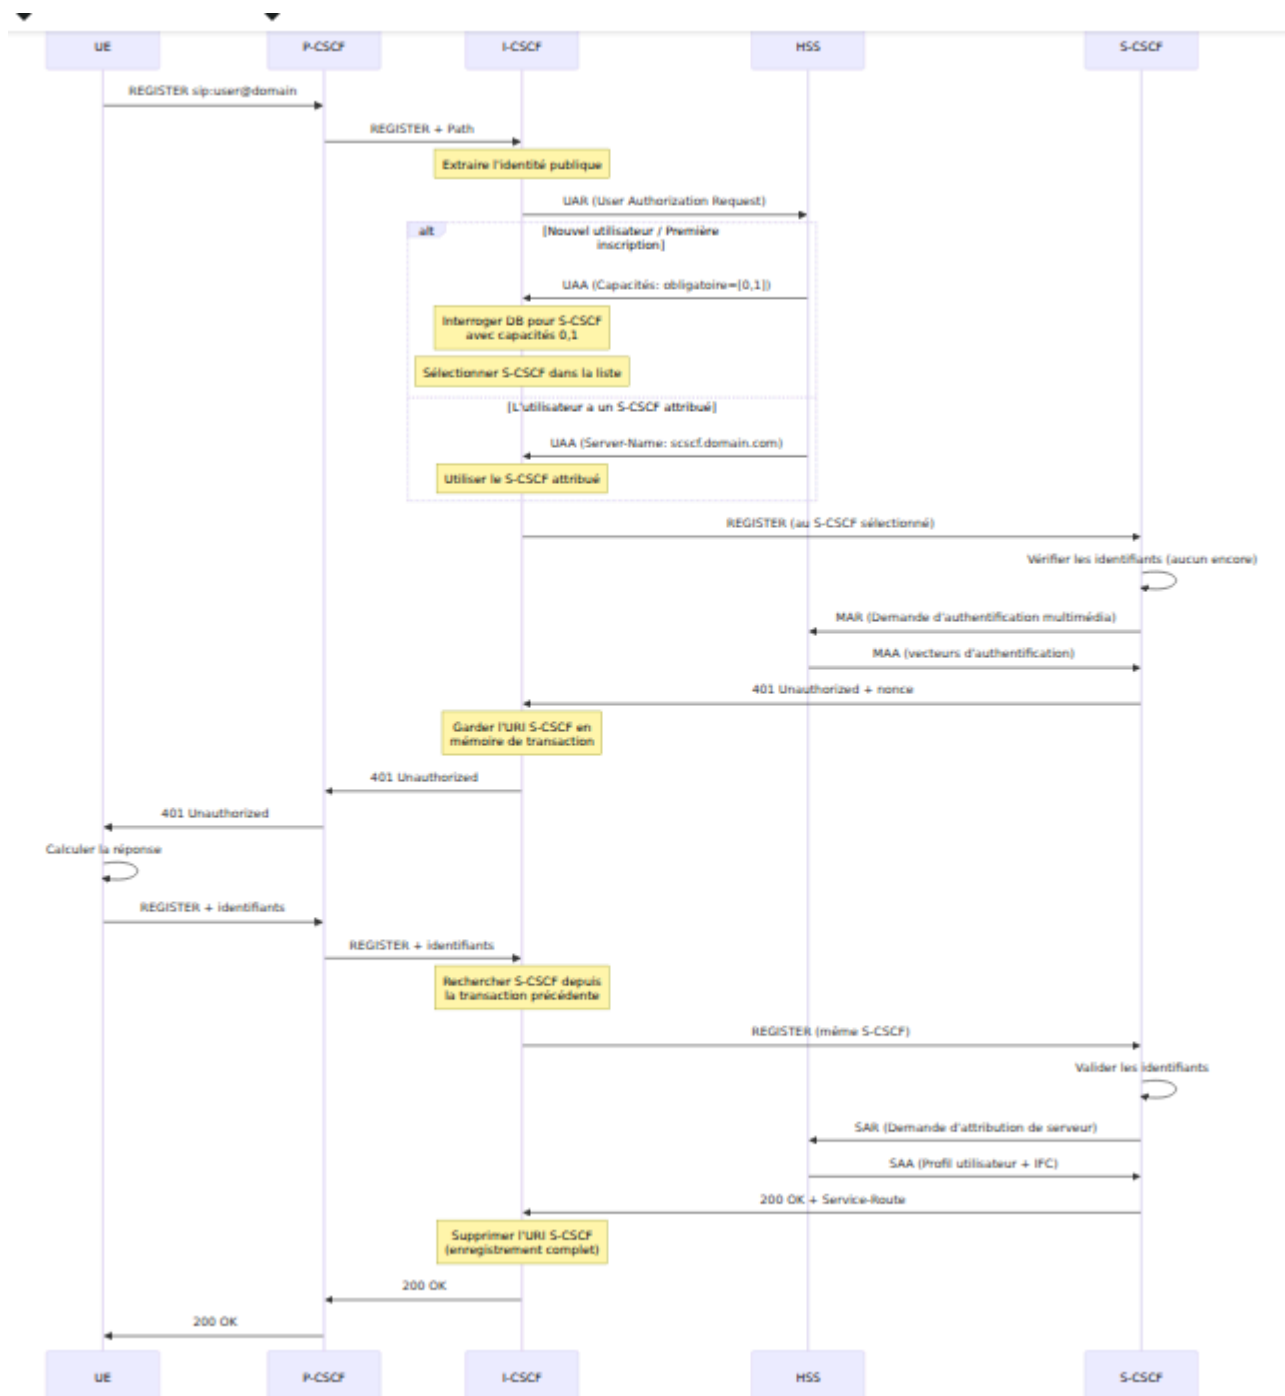 UE
P-CSCF
I-CSCF
HSS
S-CSCF
REGISTER sip:user@domain
REGISTER + Path
Extraire l'identité publique
UAR (User Authorization Request)
alt
[Nouvel utilisateur / Première
inscription]
UAA (Capacités: obligatoire=[0,1])
Interroger DB pour S-CSCF
avec capacités 0,1
Sélectionner S-CSCF dans la liste
[L'utilisateur a un S-CSCF attribué]
UAA (Server-Name: scscf.domain.com)
Utiliser le S-CSCF attribué
REGISTER (au S-CSCF sélectionné)
Vérifier les identifiants (aucun encore)
MAR (Demande d'authentification multimédia)
MAA (vecteurs d'authentification)
401 Unauthorized + nonce
Garder l'URI S-CSCF en
mémoire de transaction
401 Unauthorized
401 Unauthorized
Calculer la réponse
REGISTER + identifiants
REGISTER + identifiants
Rechercher S-CSCF depuis
la transaction précédente
REGISTER (même S-CSCF)
Valider les identifiants
SAR (Demande d'attribution de serveur)
SAA (Profil utilisateur + IFC)
200 OK + Service-Route
Supprimer l'URI S-CSCF
(enregistrement complet)
200 OK
200 OK
UE
P-CSCF
I-CSCF
HSS
S-CSCF